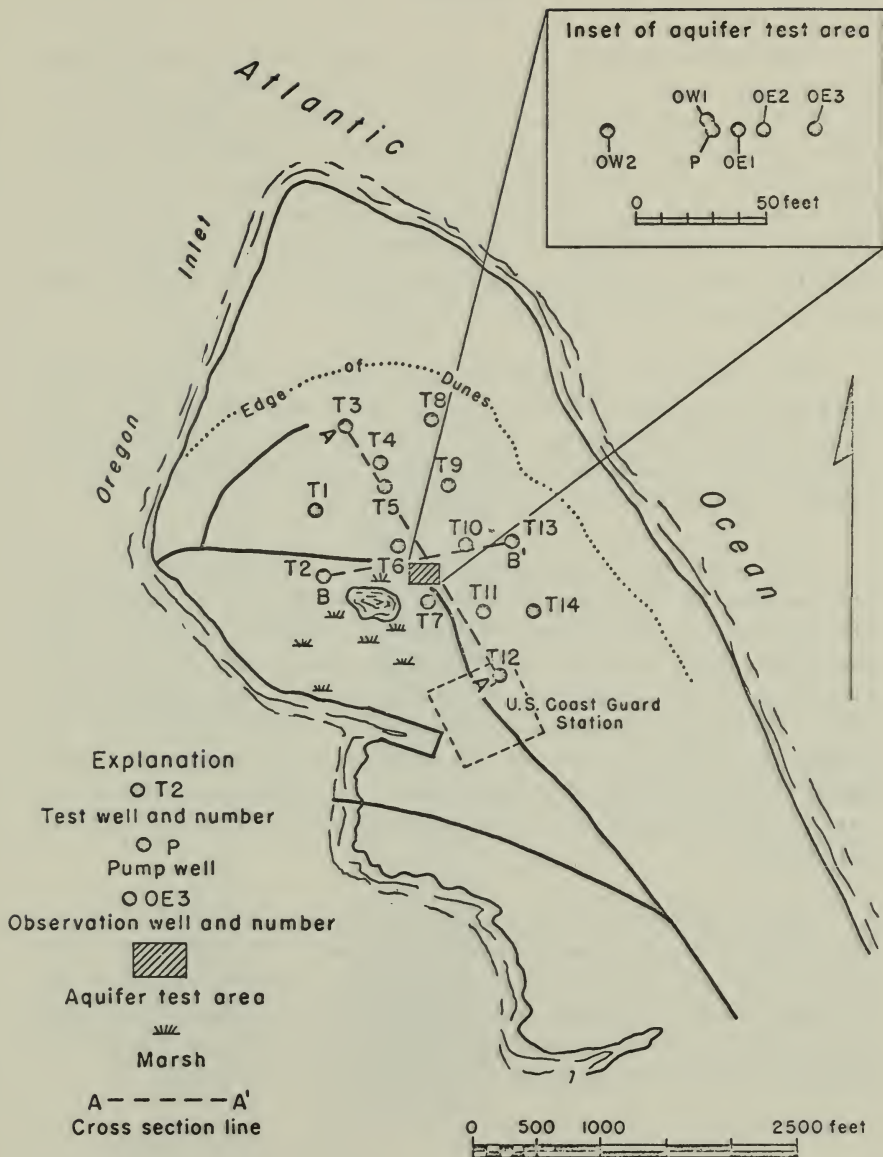 Inset of aquifer test area
OW1 OE2 OE3
OW2 P OE1
0 50 feet
Atlantic
Inlet
Oregon
Ocean
Edge of Dunes
T3 T8
A
T4
T9
T5
T1
T10 T13
B'
T6
T2
B
T7 T11 T14
T12
A'
U.S. Coast Guard
Station
Explanation
T2
Test well and number
P
Pump well
OE3
Observation well and number
Aquifer test area
Marsh
A A'
Cross section line
0 500 1000 2500 feet